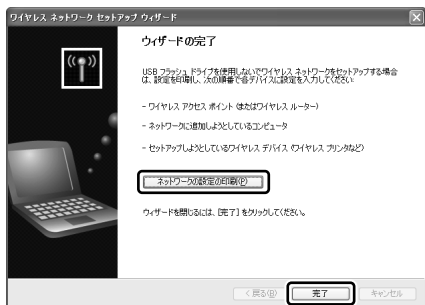 ワイヤレス ネットワーク セットアップ ウィザード
ウィザードの完了
USB フラッシュ ドライブを使用しないでワイヤレス ネットワークをセットアップする場合
は、設定を印刷し、次の順番で各デバイスに設定を入力してください:
- ワイヤレス アクセス ポイント (またはワイヤレス ルーター)
- ネットワークに追加しようとしているコンピュータ
- セットアップしようとしているワイヤレス デバイス (ワイヤレス プリンタなど)
ネットワークの設定の印刷(P)
ウィザードを閉じるには、[完了] をクリックしてください。
< 戻る(B)
完了
キャンセル